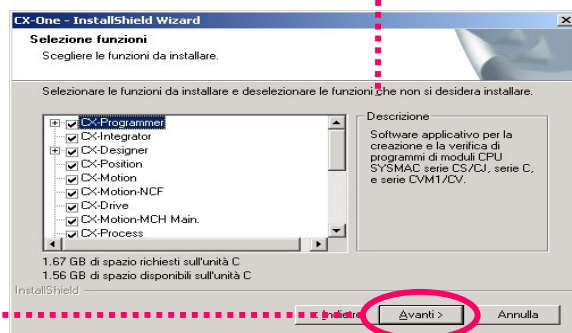 CX-One - InstallShield Wizard
Selezione funzioni
Scegliere le funzioni da installare.
Selezionare le funzioni da installare e deselezionare le funzioni che non si desidera installare.
CX-Programmer
CX-Integrator
CX-Designer
CX-Position
CX-Motion
CX-Motion-NCF
CX-Drive
CX-Motion-MCH Main.
CX-Process
Descrizione
Software applicativo per la
creazione e la verifica di
programmi di moduli CPU
SYSMAC serie CS/CJ, serie C,
e serie CVM1/CV.
1.67 GB di spazio richiesti sull'unità C
1.56 GB di spazio disponibili sull'unità C
InstallShield
< Indietro
Avanti >
Annulla